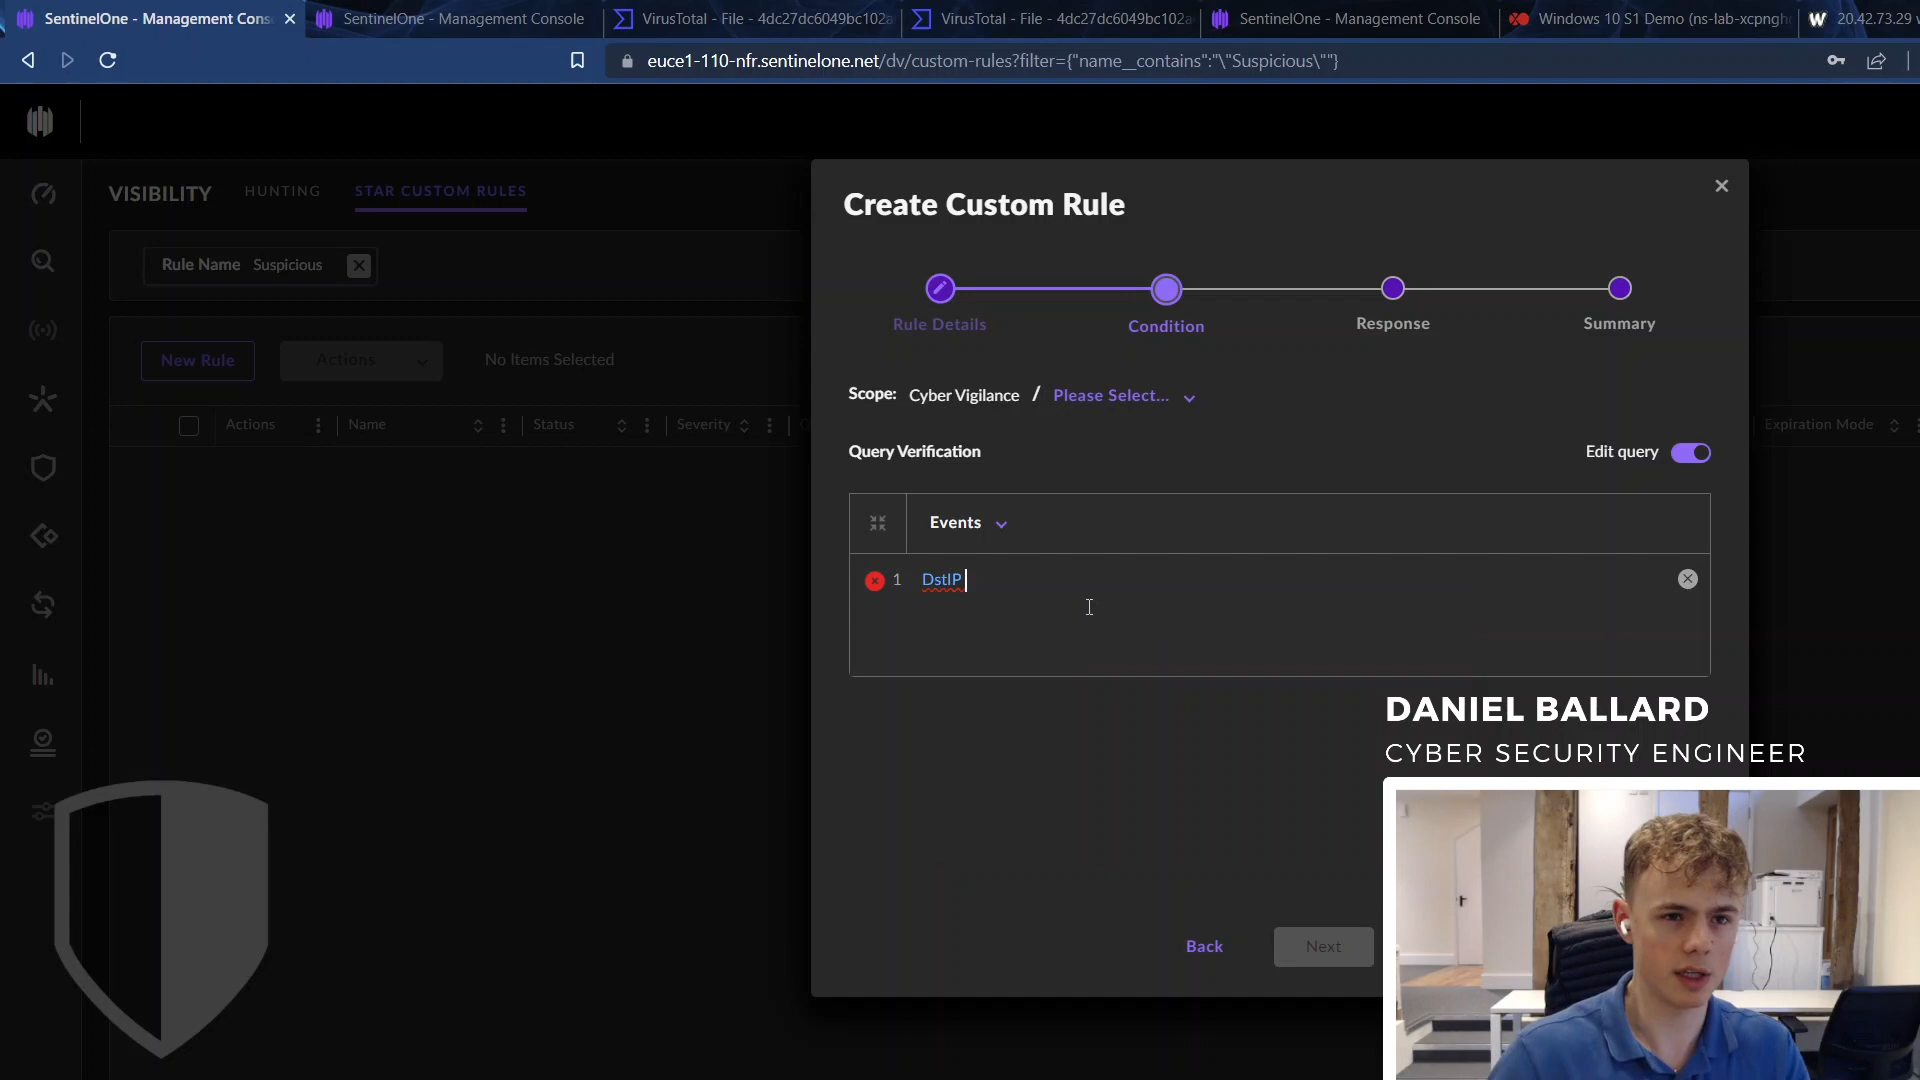 SentinelOne - Management Cons
SentinelOne - Management Console
VirusTotal - File - 4dc27dc6049bc102a
VirusTotal - File - 4dc27dc6049bc102a
SentinelOne - Management Console
Windows 10 S1 Demo (ns-lab-xcpngh
20.42.73.29
euce1-110-nfr.sentinelone.net/dv/custom-rules?filter={"name__contains":"\"Suspicious\""}
VISIBILITY
HUNTING
STAR CUSTOM RULES
Rule Name Suspicious
New Rule
Actions
No Items Selected
Actions
Name
Status
Severity
Expiration Mode
Create Custom Rule
Rule Details
Condition
Response
Summary
Scope: Cyber Vigilance / Please Select...
Query Verification
Edit query
Events
1 DstIP
Back
Next
DANIEL BALLARD
CYBER SECURITY ENGINEER